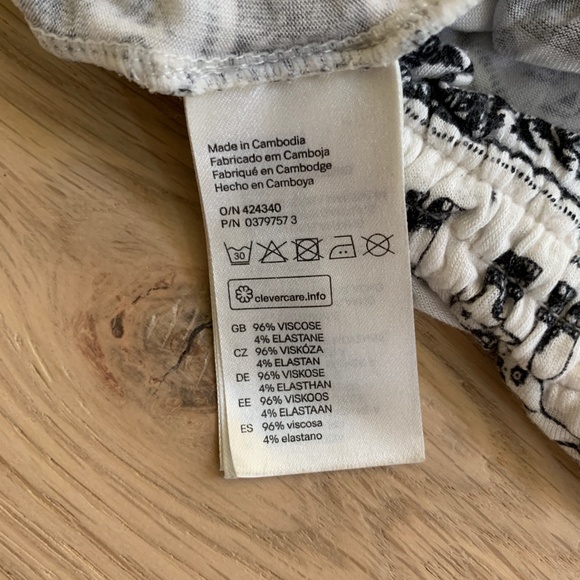 Made in Cambodia
Fabricado em Camboja
Fabriqué en Cambodge
Hecho en Camboya
O/N 424340
P/N 0379757 3
30
clevercare.info
GB 96% VISCOSE
4% ELASTANE
CZ 96% VISKÓZA
4% ELASTAN
DE 96% VISKOSE
4% ELASTHAN
EE 96% VISKOOS
4% ELASTAAN
ES 96% viscosa
4% elastano